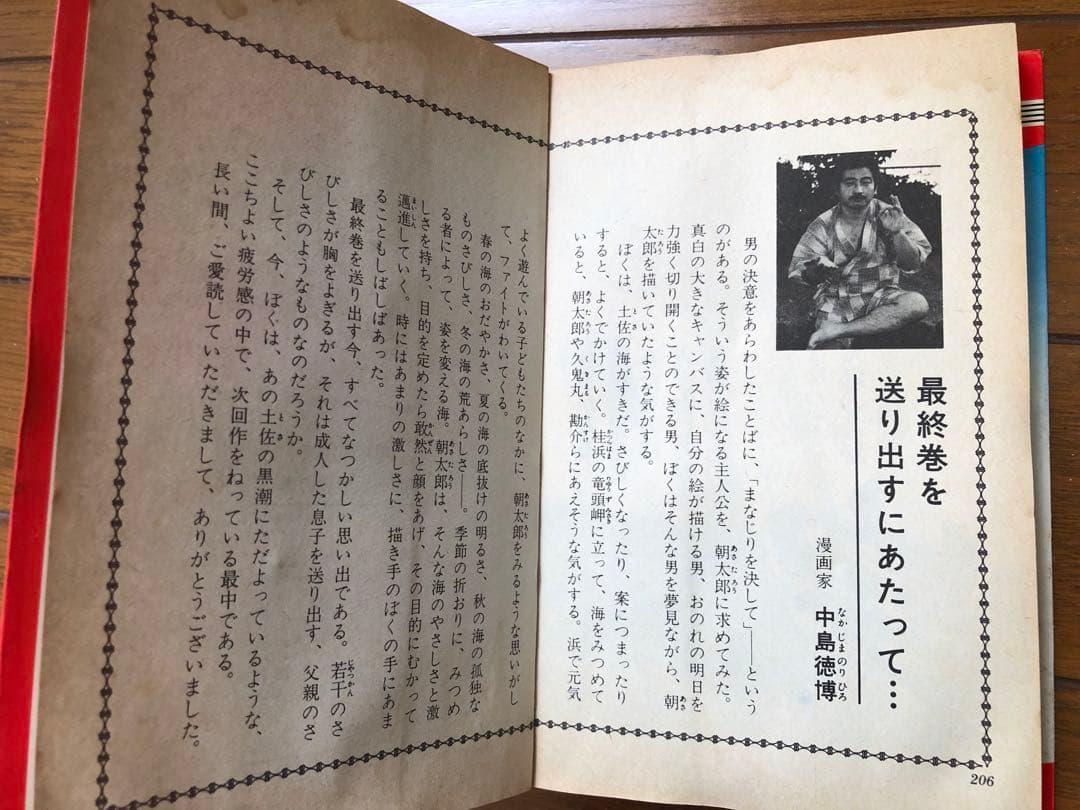 最終巻を
送り出すにあたって…
漫画家 中島徳博
なかじまのりひろ
男の決意をあらわしたことばに、「まなじりを決して」――という
のがある。そういう姿が絵になる主人公を、朝太郎に求めてみた。
真白の大きなキャンバスに、自分の絵が描ける男、おのれの明日を
力強く切り開くことのできる男、ぼくはそんな男を夢見ながら、朝
太郎を描いていたような気がする。
ぼくは、土佐の海がすきだ。さびしくなったり、案につまったり
すると、よくでかけていく。桂浜の竜頭岬に立って、海をみつめて
いると、朝太郎や久鬼丸、勘介らにあえそうな気がする。浜で元気
よく遊んでいる子どもたちのなかに、朝太郎をみるような思いがし
て、ファイトがわいてくる。
春の海のおだやかさ、夏の海の底抜けの明るさ、秋の海の孤独な
ものさびしさ、冬の海の荒あらしさ――。季節の折おりに、みつめ
る者によって、姿を変える海。朝太郎は、そんな海のやさしさと激
しさを持ち、目的を定めたら敢然と顔をあげ、その目的にむかって
邁進していく。時にはあまりの激しさに、描き手のぼくの手にあま
ることもしばしばあった。
最終巻を送り出す今、すべてなつかしい思い出である。若干のさ
びしさが胸をよぎるが、それは成人した息子を送り出す、父親のさ
びしさのようなものなのだろうか。
そして、今、ぼくは、あの土佐の黒潮にただよっているような、
ここちよい疲労感の中で、次回作をねっている最中である。
長い間、ご愛読していただきまして、ありがとうございました。
206